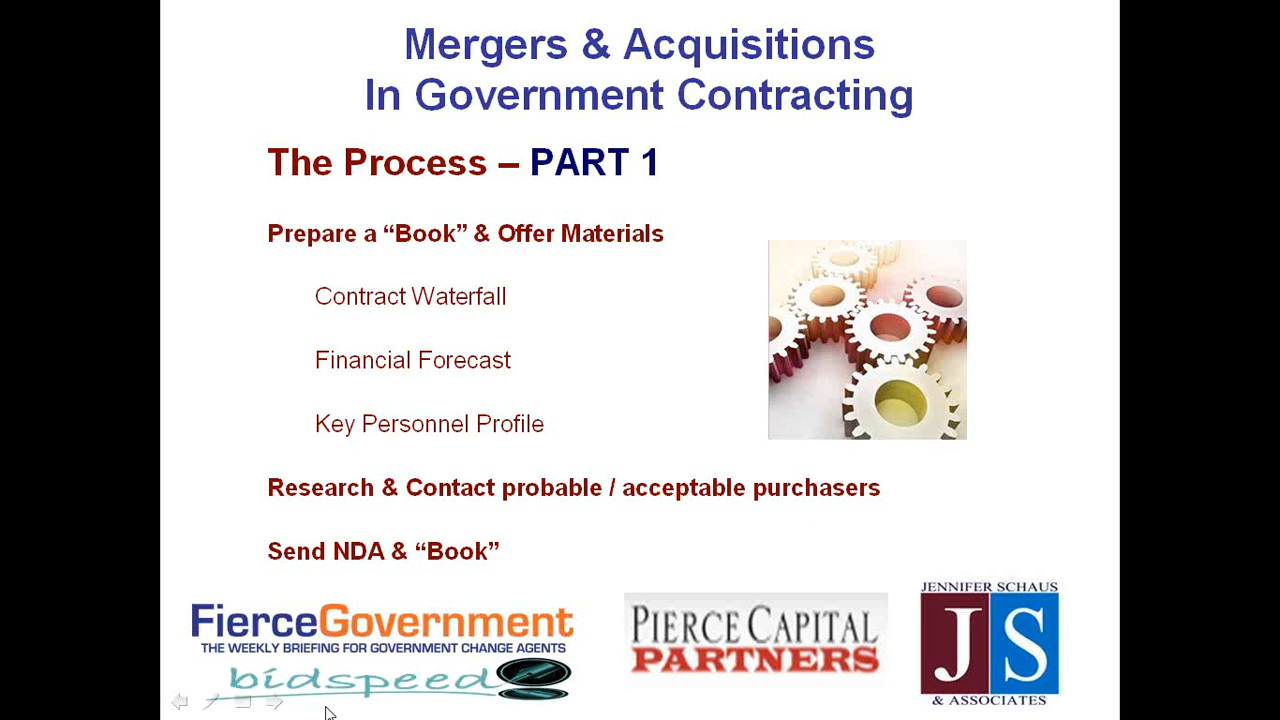 Mergers & Acquisitions
In Government Contracting
The Process – PART 1
Prepare a “Book” & Offer Materials
Contract Waterfall
Financial Forecast
Key Personnel Profile
Research & Contact probable / acceptable purchasers
Send NDA & “Book”
FierceGovernment
THE WEEKLY BRIEFING FOR GOVERNMENT CHANGE AGENTS
bidspeed
PIERCE CAPITAL
PARTNERS
JENNIFER SCHAUS
JS
& ASSOCIATES